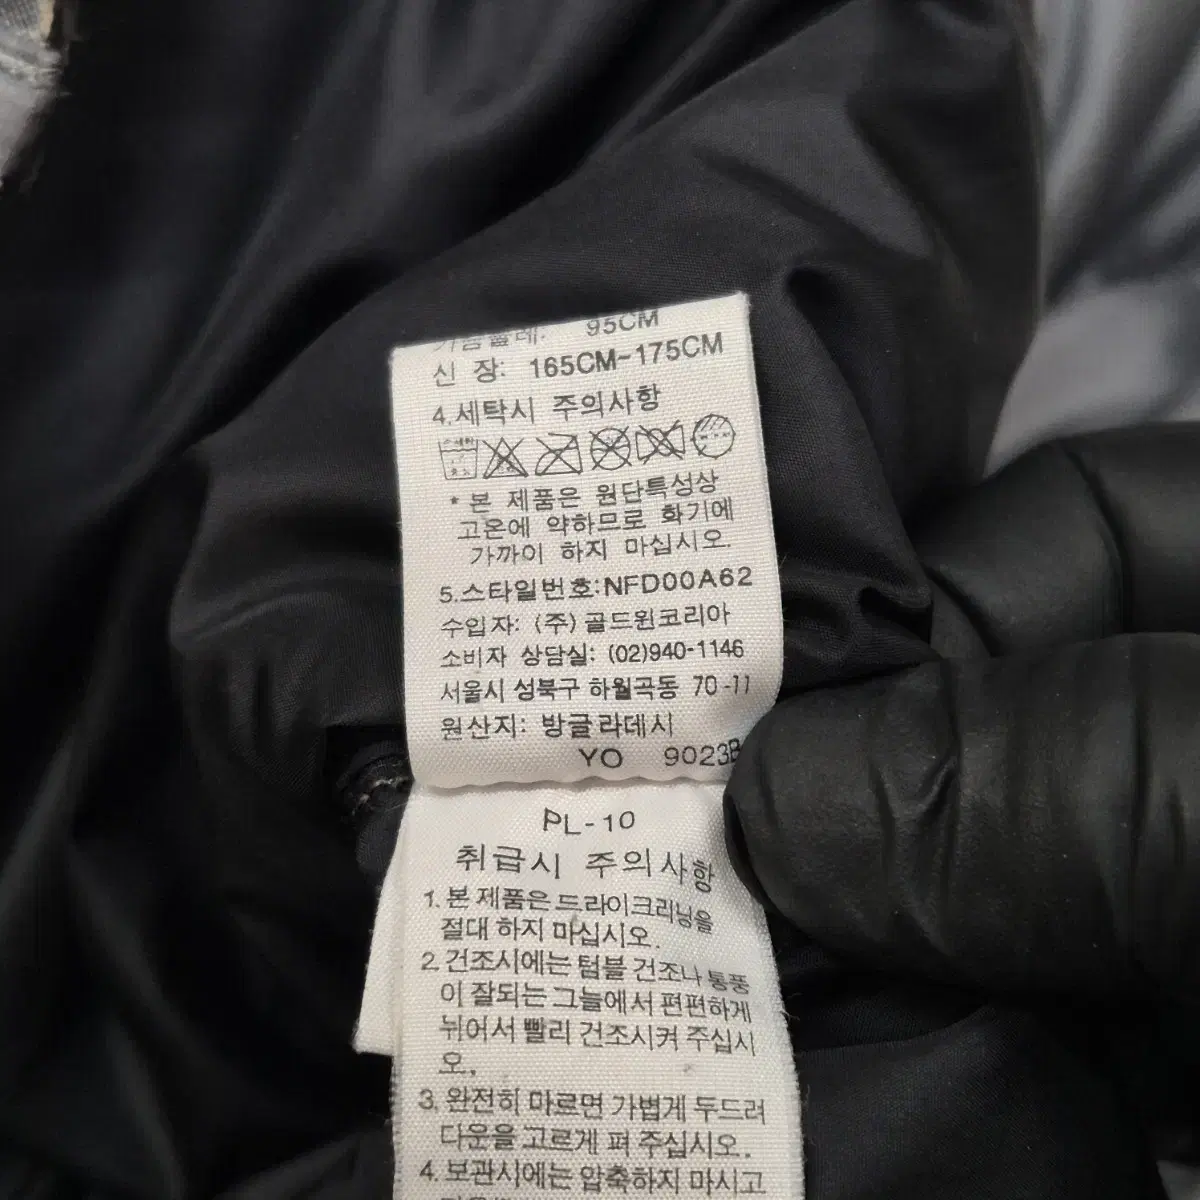 가슴둘레: 95CM
신 장: 165CM~175CM
4.세탁시 주의사항
손세탁
* 본 제품은 원단특성상
고온에 약하므로 화기에
가까이 하지 마십시오.
5.스타일번호:NFD00A62
수입자: (주)골드윈코리아
소비자 상담실: (02)940-1146
서울시 성북구 하월곡동 70-11
원산지: 방글라데시
YO 9023B
PL-10
취급시 주의사항
1. 본 제품은 드라이크리닝을
절대 하지 마십시오.
2. 건조시에는 텀블 건조나 통풍
이 잘되는 그늘에서 편편하게
뉘어서 빨리 건조시켜 주십시
오.
3. 완전히 마르면 가볍게 두드려
다운을 고르게 펴 주십시오.
4. 보관시에는 압축하지 마시고